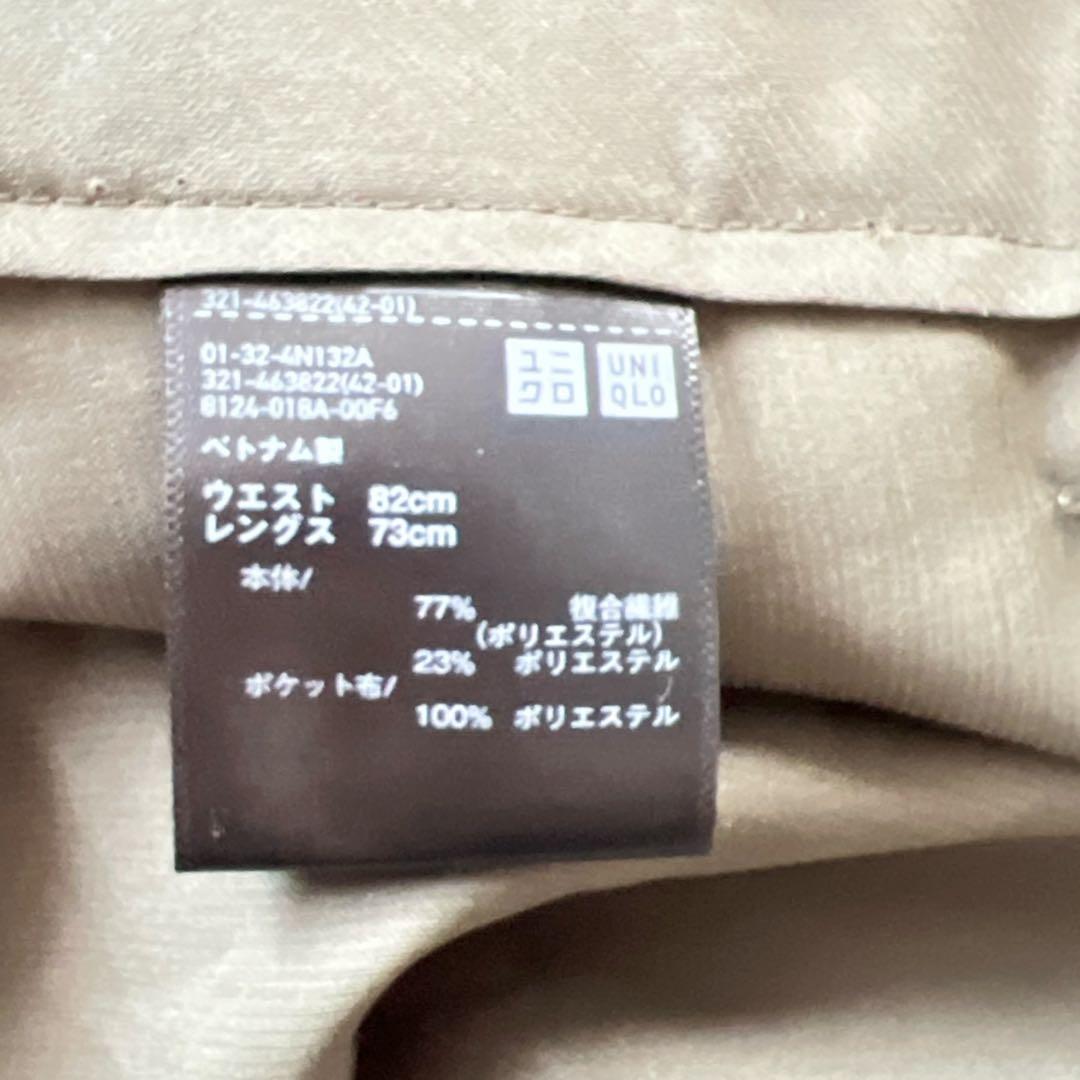 321-463822(42-01)
01-32-4N132A
321-463822(42-01)
8124-018A-00F6
ユニ
クロ
UNI
QLO
ベトナム製
ウエスト 82cm
レングス 73cm
本体/
77% 複合繊維
(ポリエステル)
23% ポリエステル
ポケット布/
100% ポリエステル